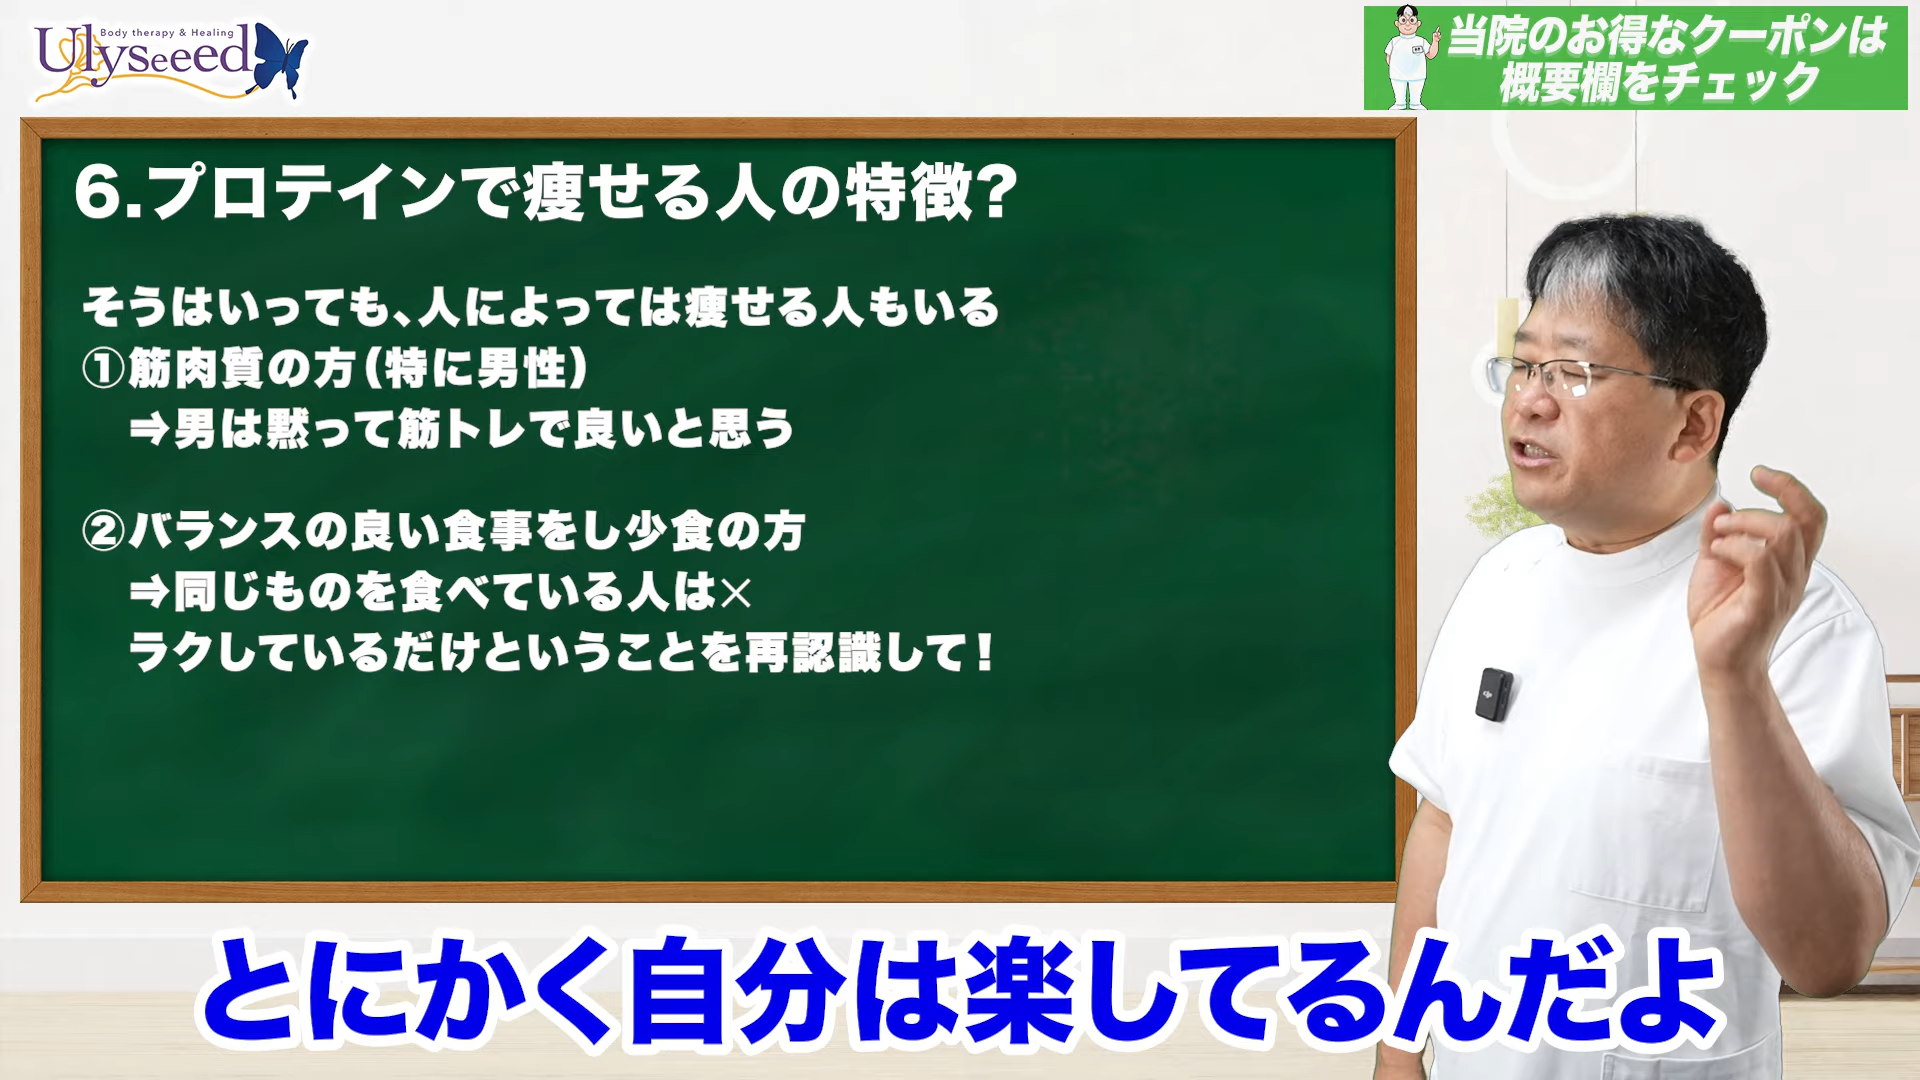 Body therapy & Healing
Ulyseeed
当院のお得なクーポンは
概要欄をチェック
6.プロテインで痩せる人の特徴?
そうはいっても、人によっては痩せる人もいる
①筋肉質の方(特に男性)
⇒男は黙って筋トレで良いと思う
②バランスの良い食事をし少食の方
⇒同じものを食べている人は×
ラクしているだけということを再認識して!
とにかく自分は楽してるんだよ